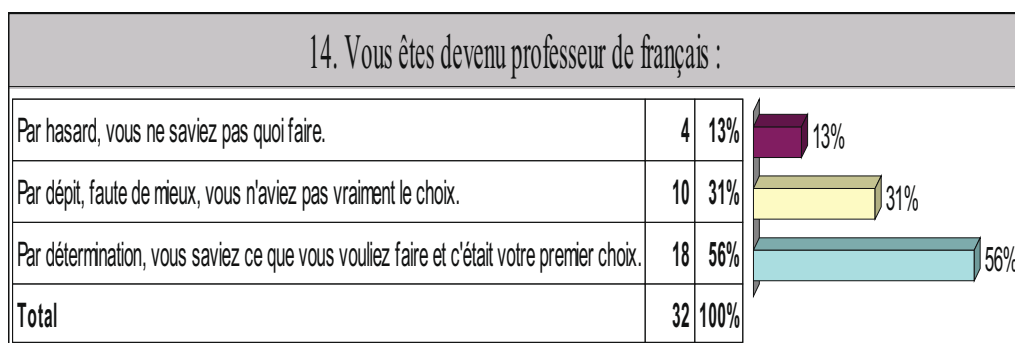 14. Vous êtes devenu professeur de français :
Par hasard, vous ne saviez pas quoi faire. 4 13% 13%
Par dépit, faute de mieux, vous n'aviez pas vraiment le choix. 10 31% 31%
Par détermination, vous saviez ce que vous vouliez faire et c'était votre premier choix. 18 56% 56%
Total 32 100%